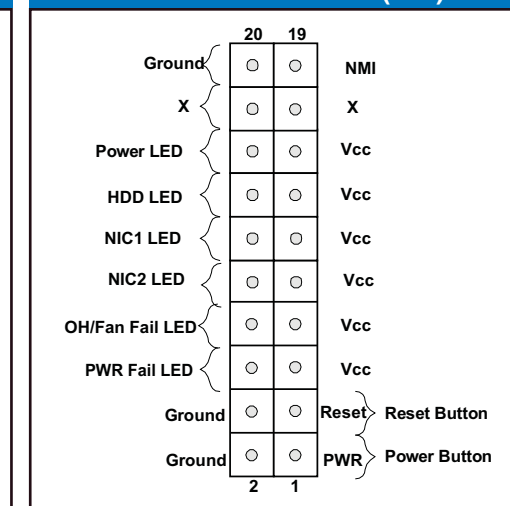 20 19
Ground NMI
X X
Power LED Vcc
HDD LED Vcc
NIC1 LED Vcc
NIC2 LED Vcc
OH/Fan Fail LED Vcc
PWR Fail LED Vcc
Ground Reset Reset Button
Ground PWR Power Button
2 1